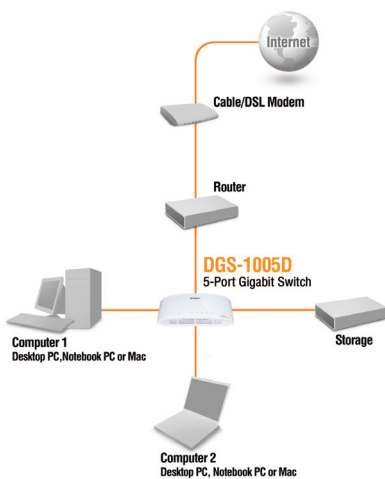 Internet
Cable/DSL Modem
Router
DGS-1005D
5-Port Gigabit Switch
Computer 1
Desktop PC,Notebook PC or Mac
Storage
Computer 2
Desktop PC, Notebook PC or Mac